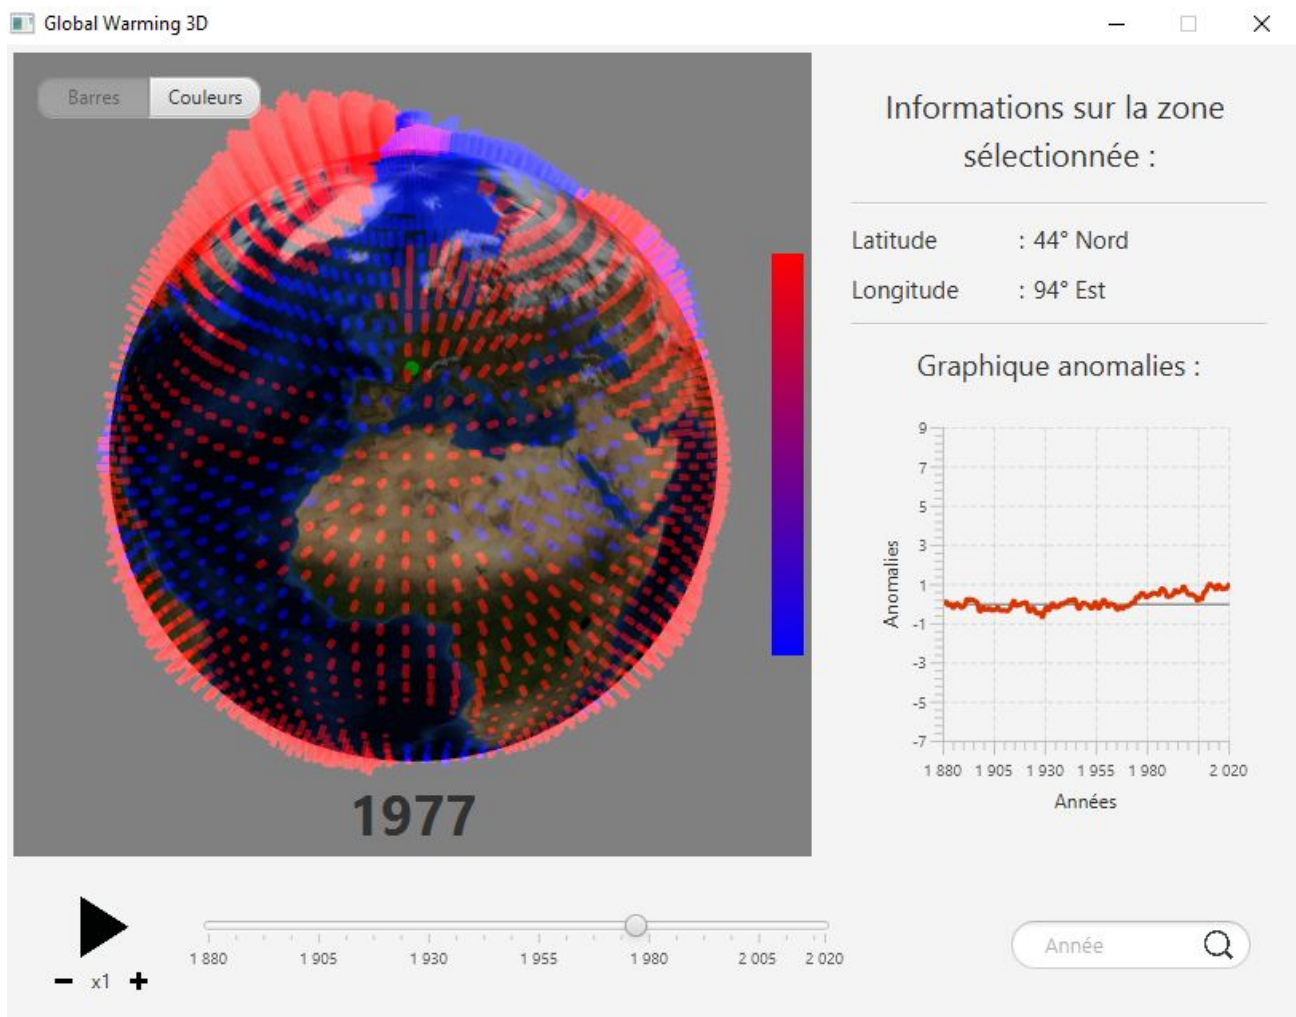 Global Warming 3D
Barres Couleurs
Informations sur la zone
sélectionnée :
Latitude : 44° Nord
Longitude : 94° Est
Graphique anomalies :
9
7
5
3
1
-1
-3
-5
-7
Anomalies
1 880 1 905 1 930 1 955 1 980 2 020
Années
1977
1 880 1 905 1 930 1 955 1 980 2 005 2 020
x1
Année